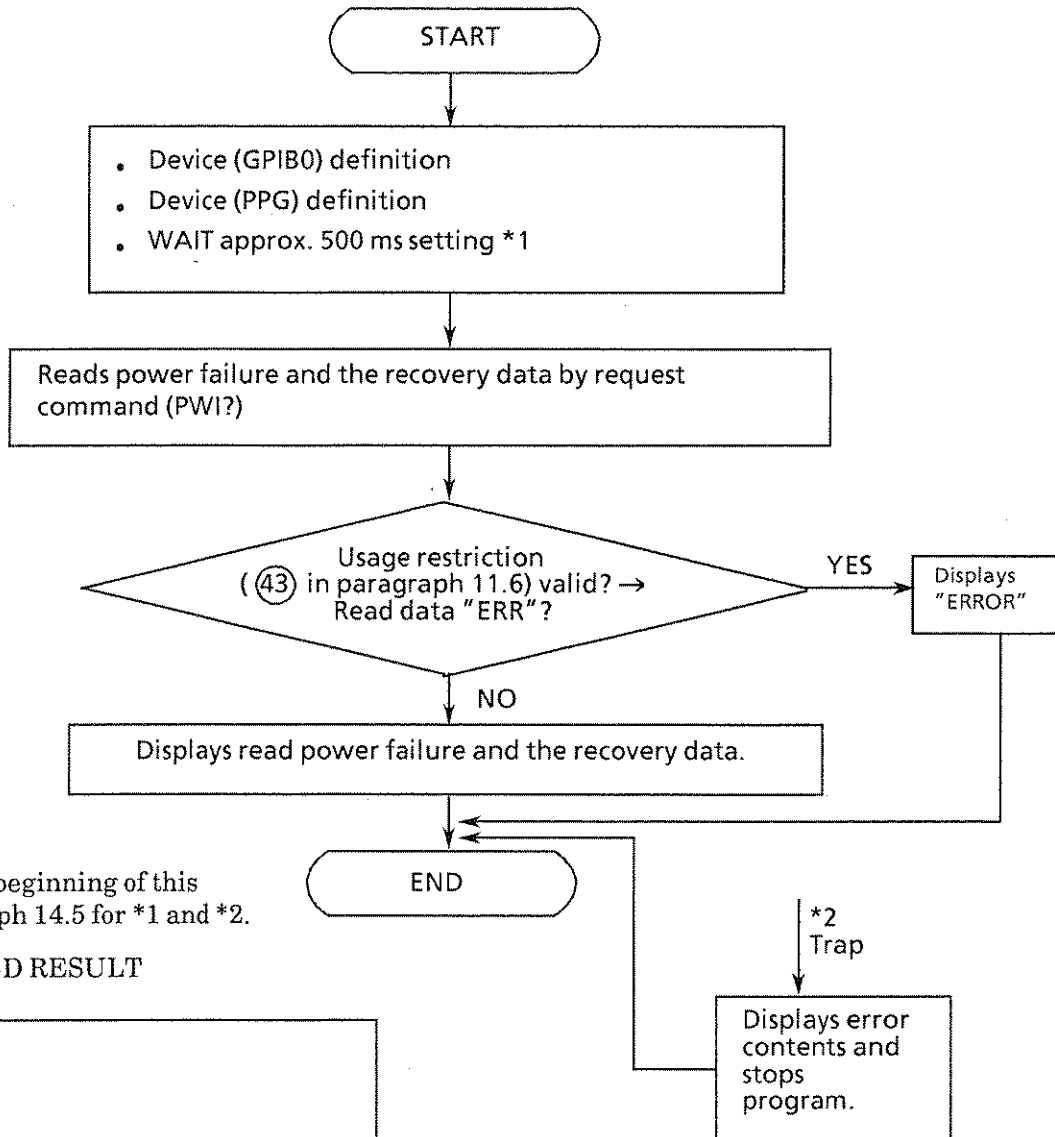 START
• Device (GPIB0) definition
• Device (PPG) definition
• WAIT approx. 500 ms setting *1
Reads power failure and the recovery data by request
command (PWI?)
Usage restriction
( 43 in paragraph 11.6) valid? →
Read data "ERR"?
YES
Displays
"ERROR"
NO
Displays read power failure and the recovery data.
END
beginning of this
ph 14.5 for *1 and *2.
D RESULT
*2
Trap
Displays error
contents and
stops
program.